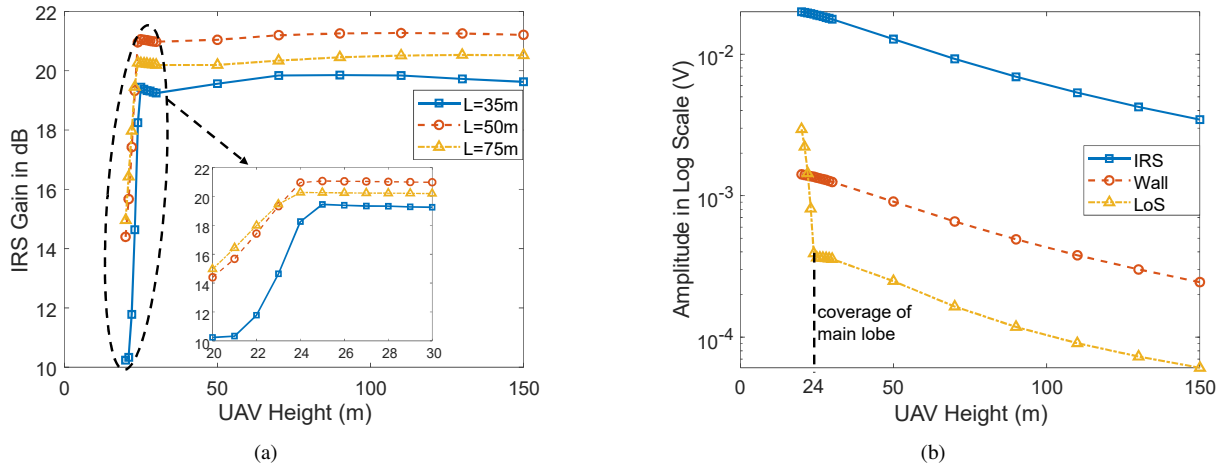 22
20
18
16
14
12
10
IRS Gain in dB
0
50
100
150
UAV Height (m)
L=35m
L=50m
L=75m
22
20
18
16
14
12
10
20
22
24
26
28
30
(a)
10⁻²
10⁻³
10⁻⁴
Amplitude in Log Scale (V)
0
24
50
100
150
UAV Height (m)
IRS
Wall
LoS
coverage of
main lobe
(b)